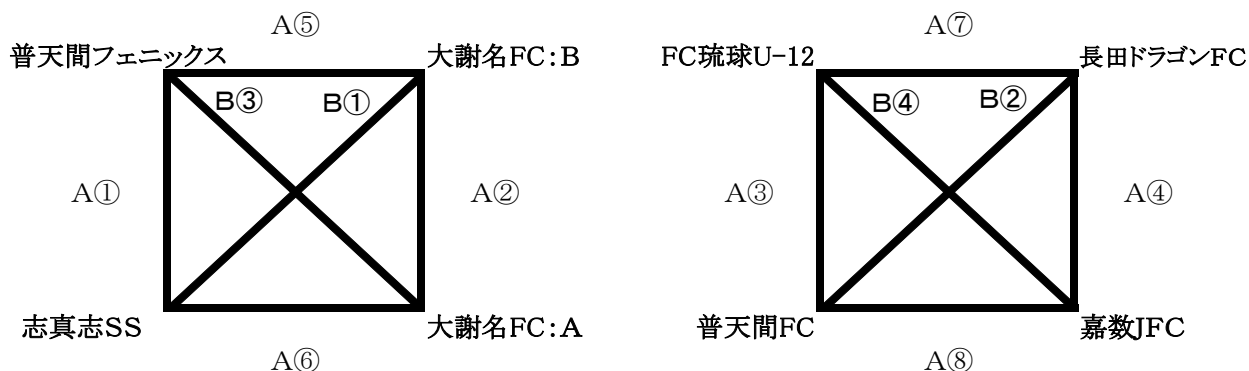 A⑤ A⑦
普天間フェニックス 大謝名FC:B FC琉球U-12 長田ドラゴンFC
B③ B① B④ B②
A① A② A③ A④
志真志SS 大謝名FC:A 普天間FC 嘉数JFC
A⑥ A⑧